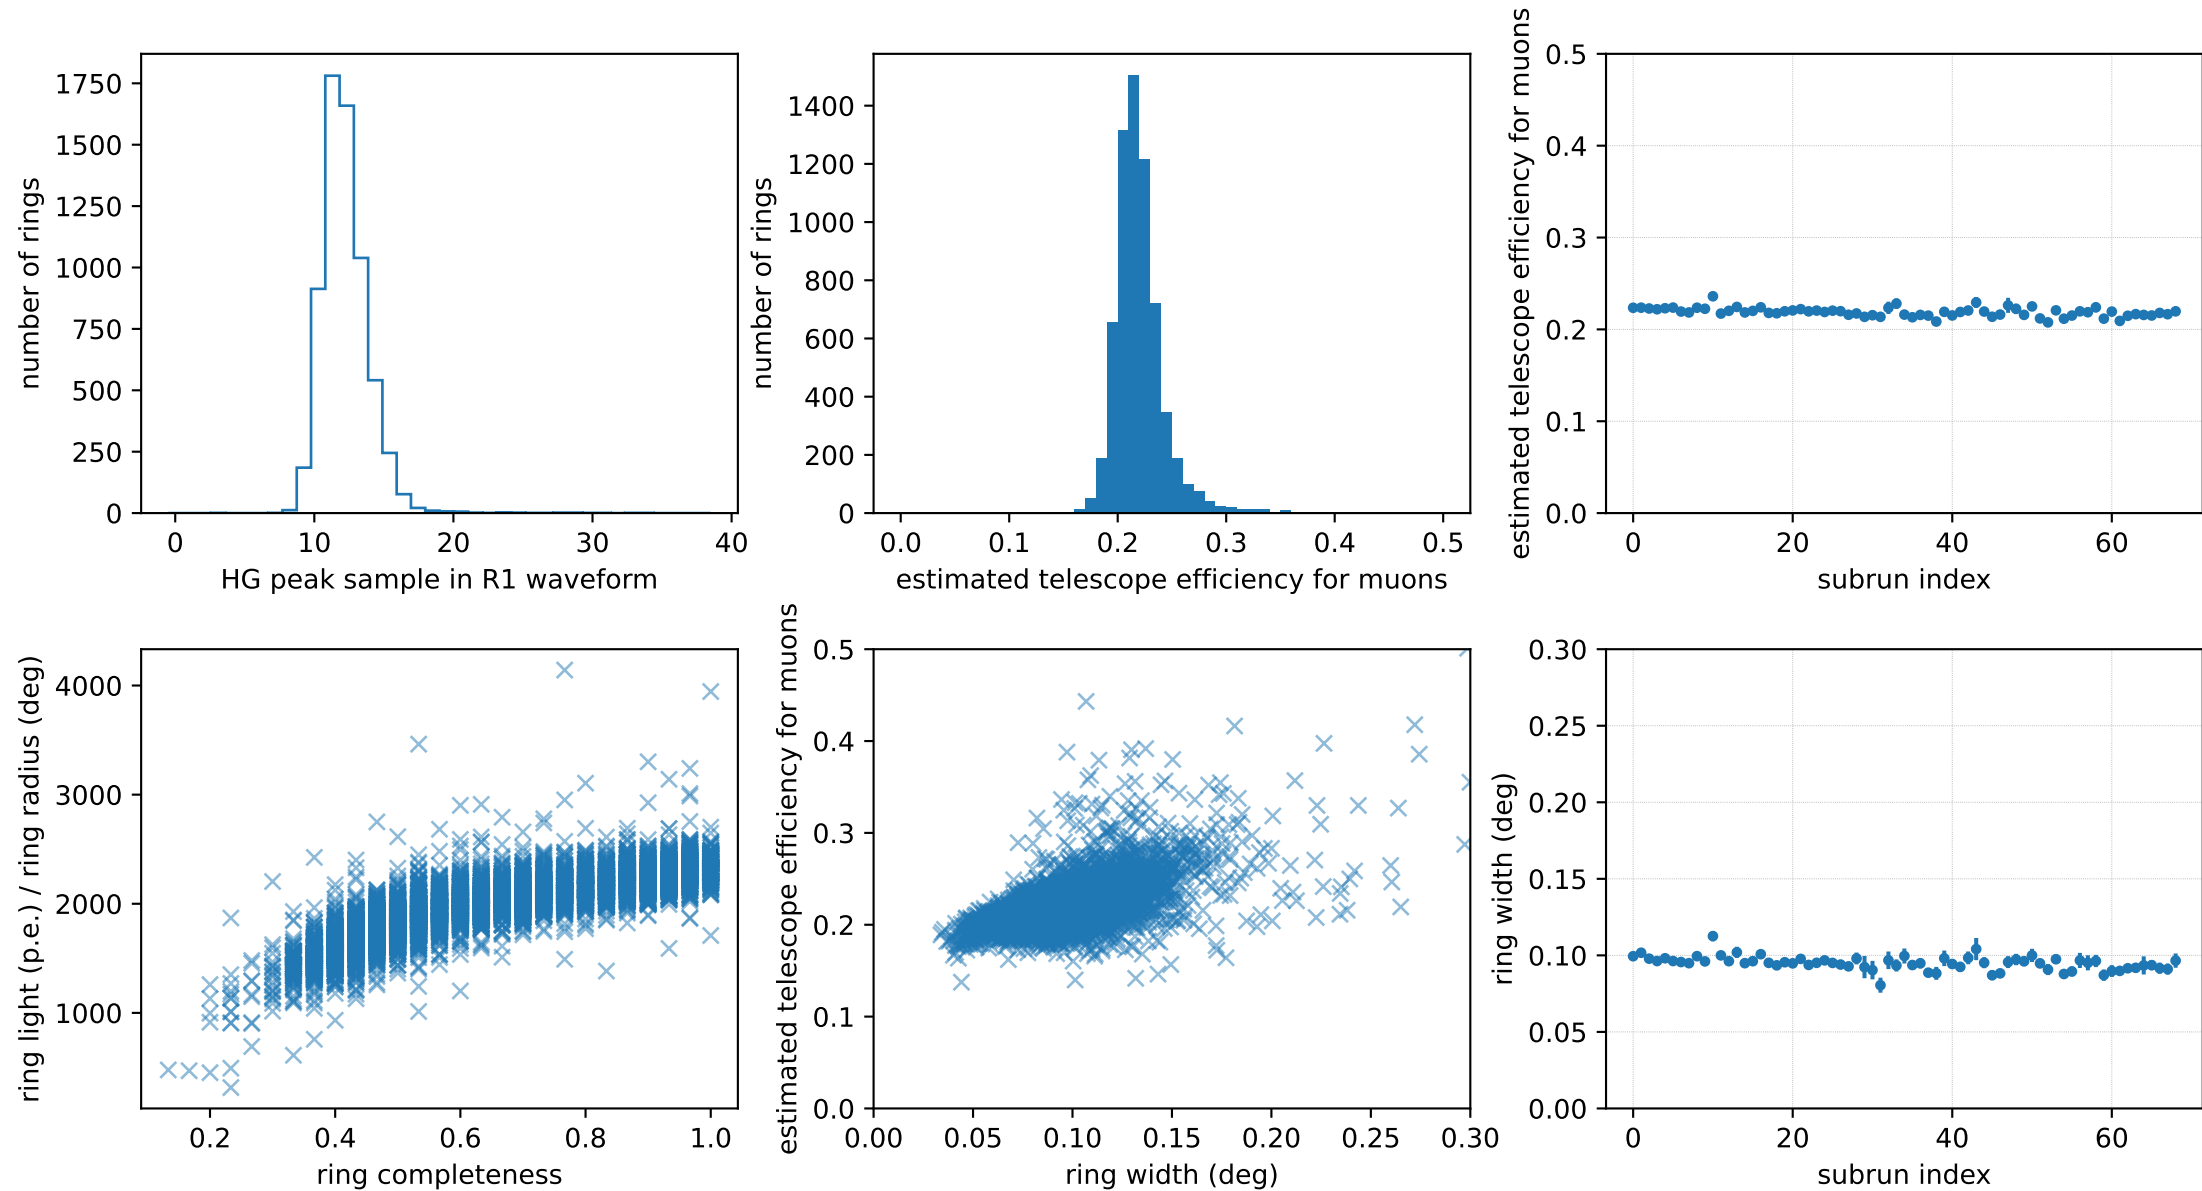 number of rings
1750
1500
1250
1000
750
500
250
0
0 10 20 30 40
HG peak sample in R1 waveform
number of rings
1400
1200
1000
800
600
400
200
0
0.0 0.1 0.2 0.3 0.4 0.5
estimated telescope efficiency for muons
estimated telescope efficiency for muons
0.5
0.4
0.3
0.2
0.1
0.0
0 20 40 60
subrun index
ring light (p.e.) / ring radius (deg)
4000
3000
2000
1000
0.2 0.4 0.6 0.8 1.0
ring completeness
estimated telescope efficiency for muons
0.5
0.4
0.3
0.2
0.1
0.0
0.00 0.05 0.10 0.15 0.20 0.25 0.30
ring width (deg)
ring width (deg)
0.30
0.25
0.20
0.15
0.10
0.05
0.00
0 20 40 60
subrun index